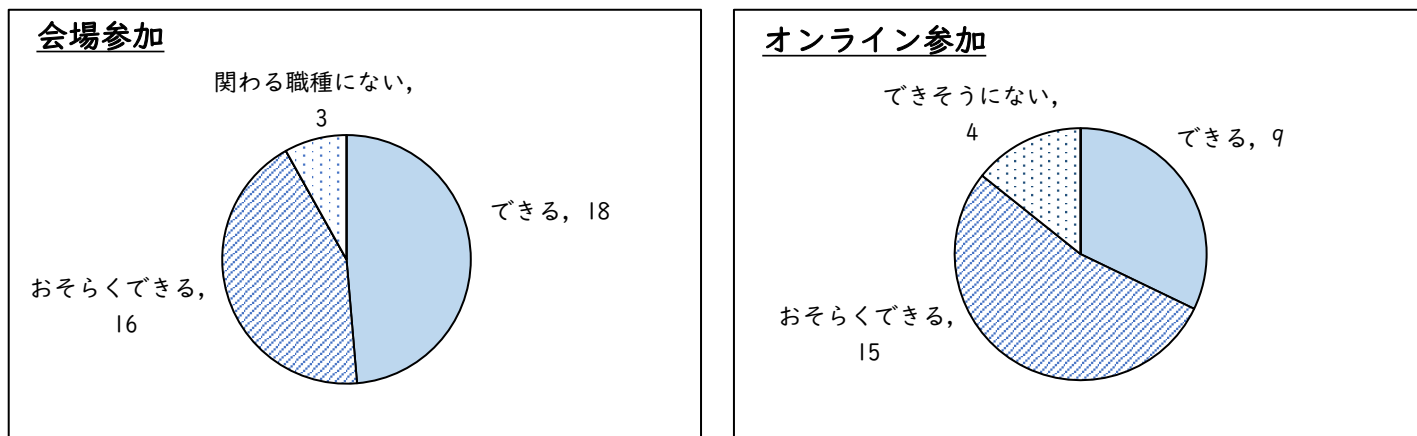 会場参加
関わる職種にない,
3
できる, 18
おそらくできる,
16
オンライン参加
できそうにない,
4
できる, 9
おそらくできる,
15